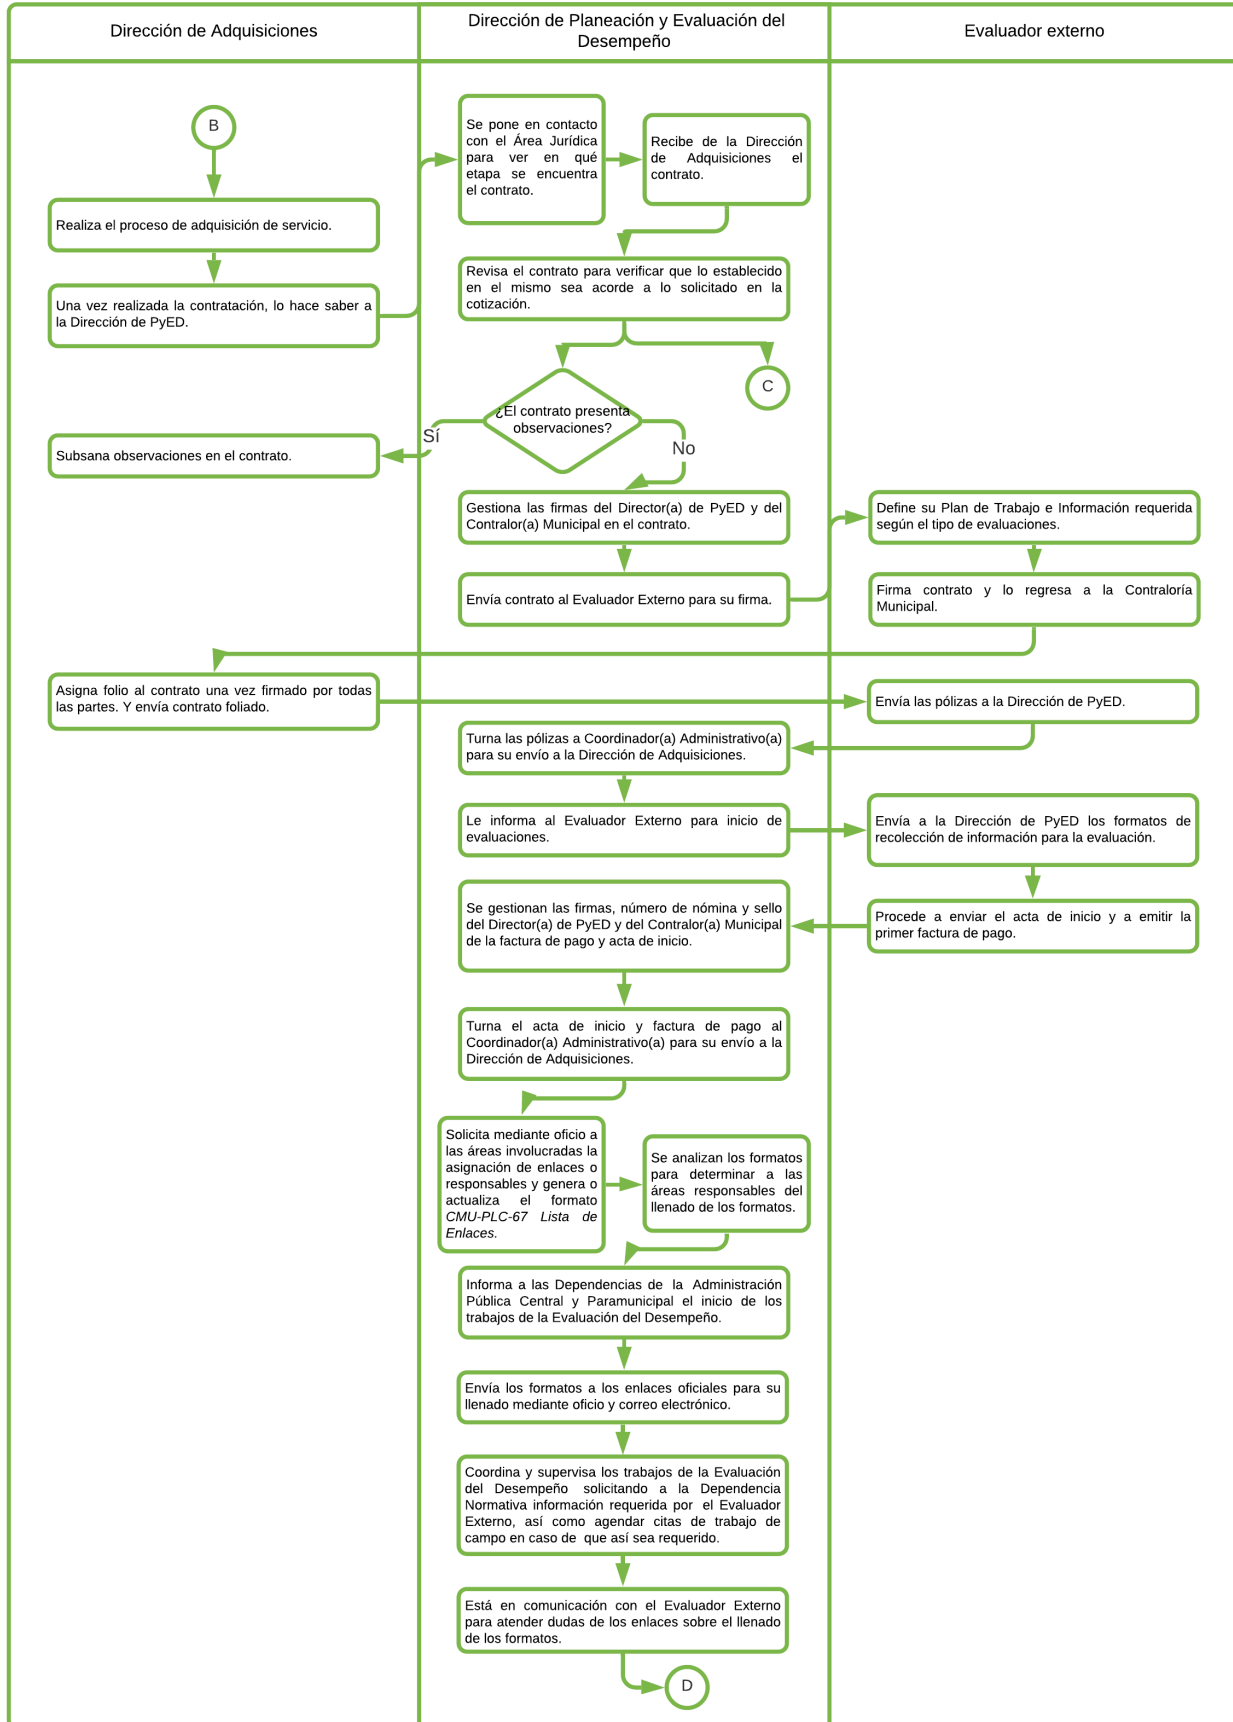 Dirección de Adquisiciones
Dirección de Planeación y Evaluación del
Desempeño
Evaluador externo
B
Realiza el proceso de adquisición de servicio.
Una vez realizada la contratación, lo hace saber a
la Dirección de PyED.
Se pone en contacto
con el Área Jurídica
para ver en qué
etapa se encuentra
el contrato.
Recibe de la Dirección
de Adquisiciones el
contrato.
Revisa el contrato para verificar que lo establecido
en el mismo sea acorde a lo solicitado en la
cotización.
C
¿El contrato presenta
observaciones?
Sí
No
Subsana observaciones en el contrato.
Gestiona las firmas del Director(a) de PyED y del
Contralor(a) Municipal en el contrato.
Envía contrato al Evaluador Externo para su firma.
Define su Plan de Trabajo e Información requerida
según el tipo de evaluaciones.
Firma contrato y lo regresa a la Contraloría
Municipal.
Asigna folio al contrato una vez firmado por todas
las partes. Y envía contrato foliado.
Envía las pólizas a la Dirección de PyED.
Turna las pólizas a Coordinador(a) Administrativo(a)
para su envío a la Dirección de Adquisiciones.
Le informa al Evaluador Externo para inicio de
evaluaciones.
Envía a la Dirección de PyED los formatos de
recolección de información para la evaluación.
Procede a enviar el acta de inicio y a emitir la
primer factura de pago.
Se gestionan las firmas, número de nómina y sello
del Director(a) de PyED y del Contralor(a) Municipal
de la factura de pago y acta de inicio.
Turna el acta de inicio y factura de pago al
Coordinador(a) Administrativo(a) para su envío a la
Dirección de Adquisiciones.
Solicita mediante oficio a
las áreas involucradas la
asignación de enlaces o
responsables y genera o
actualiza el formato
CMU-PLC-67 Lista de
Enlaces.
Se analizan los formatos
para determinar a las
áreas responsables del
llenado de los formatos.
Informa a las Dependencias de la Administración
Pública Central y Paramunicipal el inicio de los
trabajos de la Evaluación del Desempeño.
Envía los formatos a los enlaces oficiales para su
llenado mediante oficio y correo electrónico.
Coordina y supervisa los trabajos de la Evaluación
del Desempeño solicitando a la Dependencia
Normativa información requerida por el Evaluador
Externo, así como agendar citas de trabajo de
campo en caso de que así sea requerido.
Está en comunicación con el Evaluador Externo
para atender dudas de los enlaces sobre el llenado
de los formatos.
D